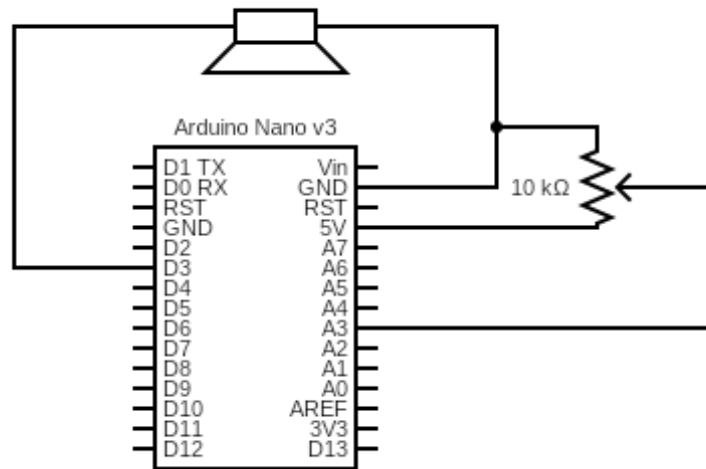 Arduino Nano v3
D1 TX Vin
D0 RX GND 10 kΩ
RST RST
GND 5V
D2 A7
D3 A6
D4 A5
D5 A4
D6 A3
D7 A2
D8 A1
D9 A0
D10 AREF
D11 3V3
D12 D13